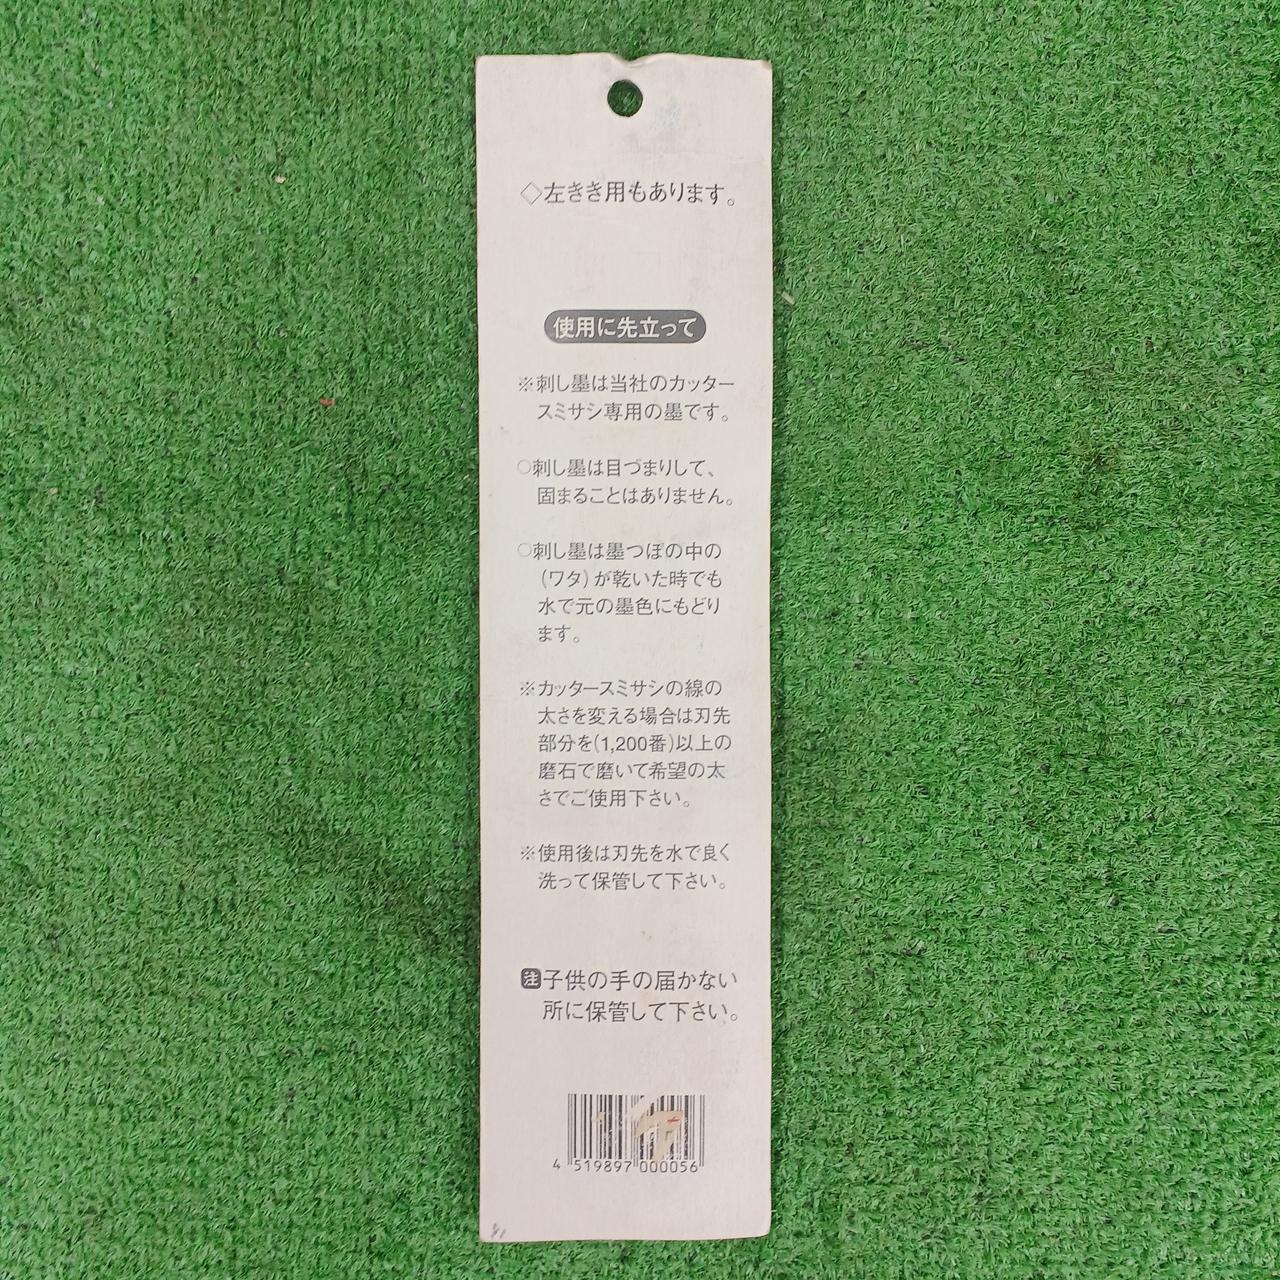 ◇左きき用もあります。
使用に先立って
※刺し墨は当社のカッター
スミサシ専用の墨です。
○刺し墨は目づまりして、
固まることはありません。
○刺し墨は墨つぼの中の
(ワタ)が乾いた時でも
水で元の墨色にもどり
ます。
※カッタースミサシの線の
太さを変える場合は刃先
部分を(1,200番)以上の
磨石で磨いて希望の太
さでご使用下さい。
※使用後は刃先を水で良く
洗って保管して下さい。
注子供の手の届かない
所に保管して下さい。
4 519897 000056